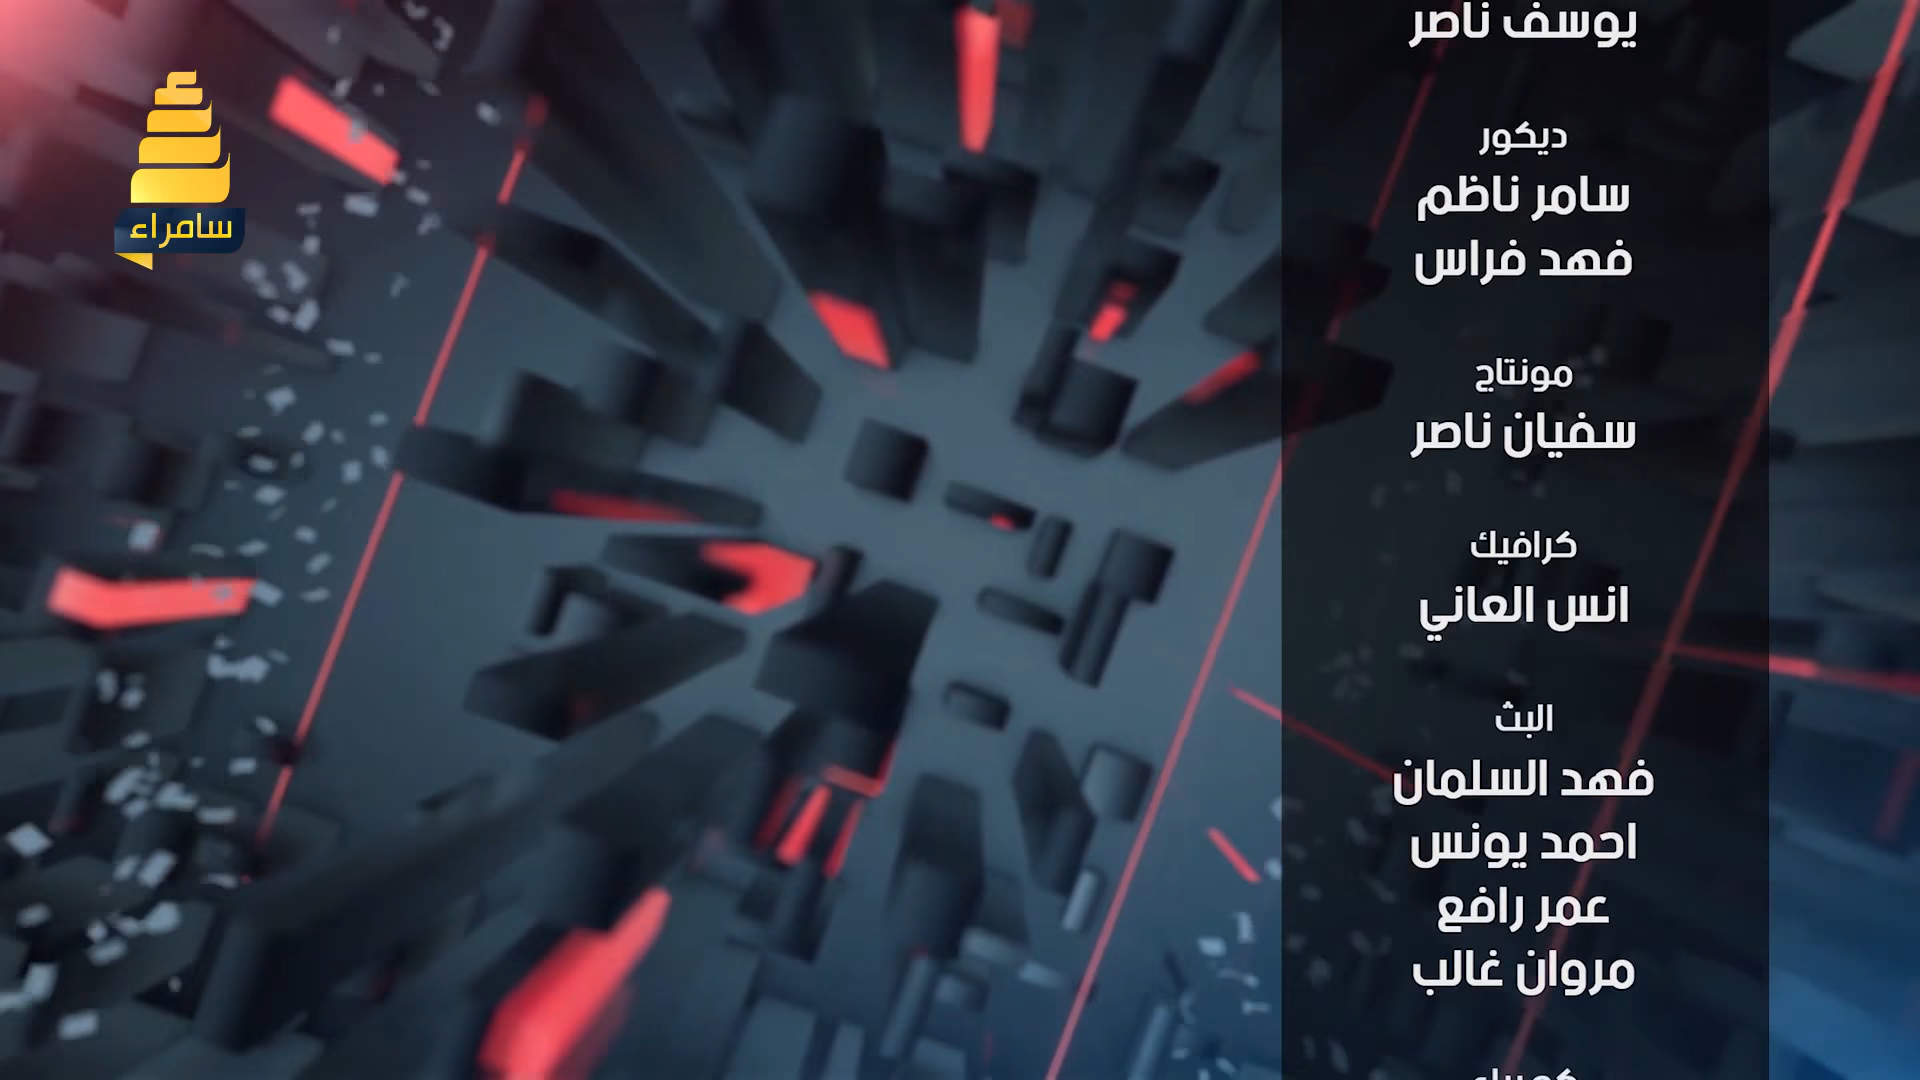 سامراء
يوسف ناصر
ديكور
سامر ناظم
فهد فراس
مونتاج
سفيان ناصر
كرافيك
انس العاني
البث
فهد السلمان
احمد يونس
عمر رافع
مروان غالب